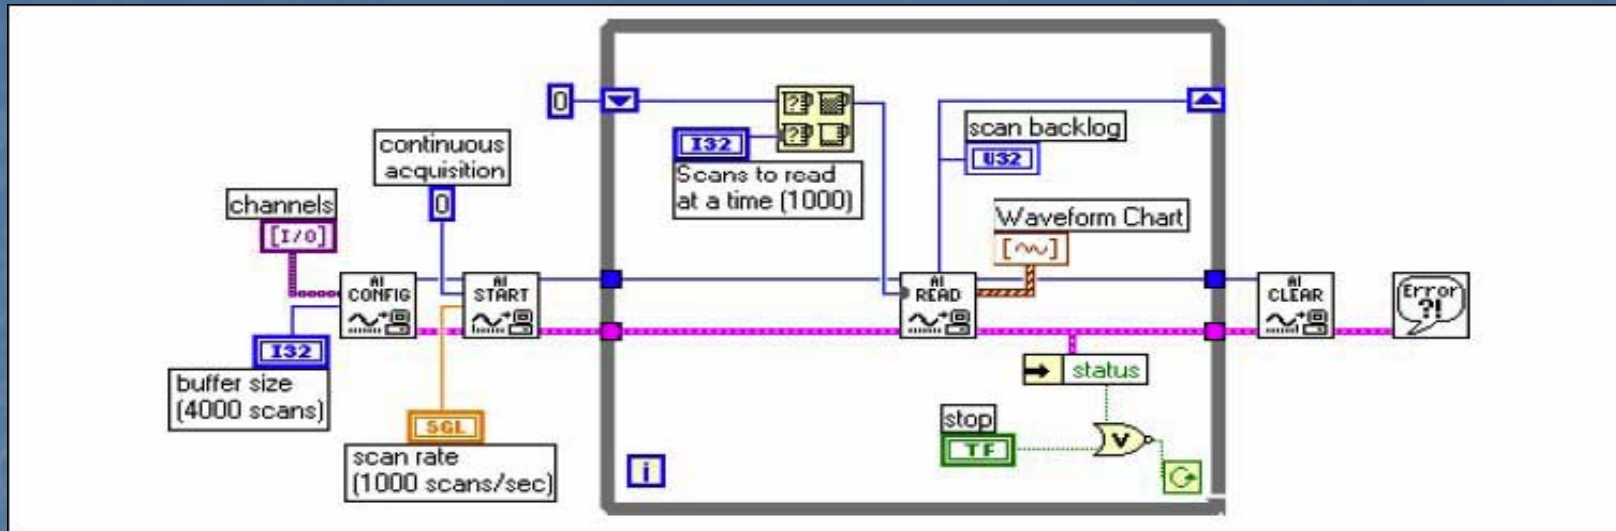 0
continuous
acquisition
0
channels
[I/O]
I32
buffer size
(4000 scans)
AI
CONFIG
AI
START
SGL
scan rate
(1000 scans/sec)
I32
Scans to read
at a time (1000)
scan backlog
U32
Waveform Chart
AI
READ
status
stop
TF
V
i
AI
CLEAR
Error
?!